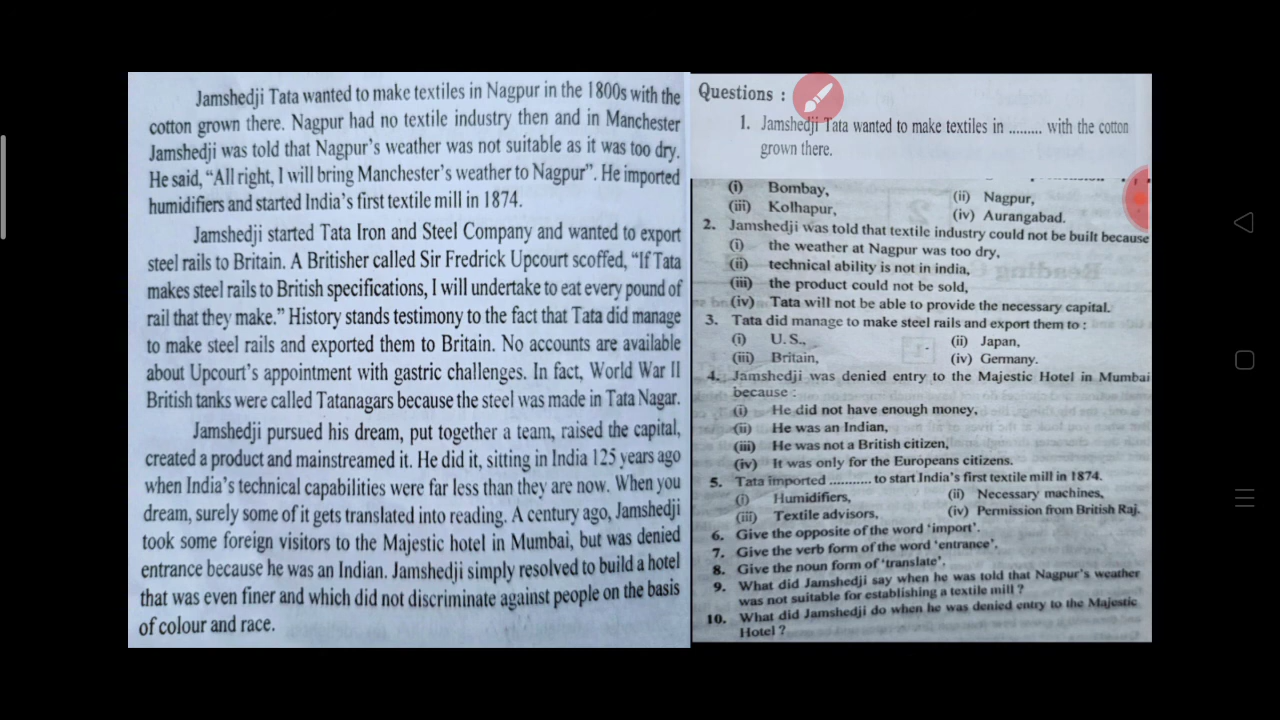 Jamshedji Tata wanted to make textiles in Nagpur in the 1800s with the
cotton grown there. Nagpur had no textile industry then and in Manchester
Jamshedji was told that Nagpur's weather was not suitable as it was too dry.
He said, “All right, I will bring Manchester's weather to Nagpur”. He imported
humidifiers and started India's first textile mill in 1874.
Jamshedji started Tata Iron and Steel Company and wanted to export
steel rails to Britain. A Britisher called Sir Fredrick Upcourt scoffed, “If Tata
makes steel rails to British specifications, I will undertake to eat every pound of
rail that they make.” History stands testimony to the fact that Tata did manage
to make steel rails and exported them to Britain. No accounts are available
about Upcourt's appointment with gastric challenges. In fact, World War II
British tanks were called Tatanagars because the steel was made in Tata Nagar.
Jamshedji pursued his dream, put together a team, raised the capital,
created a product and mainstreamed it. He did it, sitting in India 125 years ago
when India's technical capabilities were far less than they are now. When you
dream, surely some of it gets translated into reading. A century ago, Jamshedji
took some foreign visitors to the Majestic hotel in Mumbai, but was denied
entrance because he was an Indian. Jamshedji simply resolved to build a hotel
that was even finer and which did not discriminate against people on the basis
of colour and race.
Questions :
1. Jamshedji Tata wanted to make textiles in ......... with the cotton
grown there.
(i) Bombay, (ii) Nagpur,
(iii) Kolhapur, (iv) Aurangabad.
2. Jamshedji was told that textile industry could not be built because
(i) the weather at Nagpur was too dry,
(ii) technical ability is not in india,
(iii) the product could not be sold,
(iv) Tata will not be able to provide the necessary capital.
3. Tata did manage to make steel rails and export them to :
(i) U. S., (ii) Japan,
(iii) Britain, (iv) Germany.
4. Jamshedji was denied entry to the Majestic Hotel in Mumbai
because :
(i) He did not have enough money,
(ii) He was an Indian,
(iii) He was not a British citizen,
(iv) It was only for the Europeans citizens.
5. Tata imported ........... to start India's first textile mill in 1874.
(i) Humidifiers, (ii) Necessary machines,
(iii) Textile advisors, (iv) Permission from British Raj.
6. Give the opposite of the word ‘import’.
7. Give the verb form of the word ‘entrance’.
8. Give the noun form of ‘translate’.
9. What did Jamshedji say when he was told that Nagpur's weather
was not suitable for establishing a textile mill ?
10. What did Jamshedji do when he was denied entry to the Majestic
Hotel ?